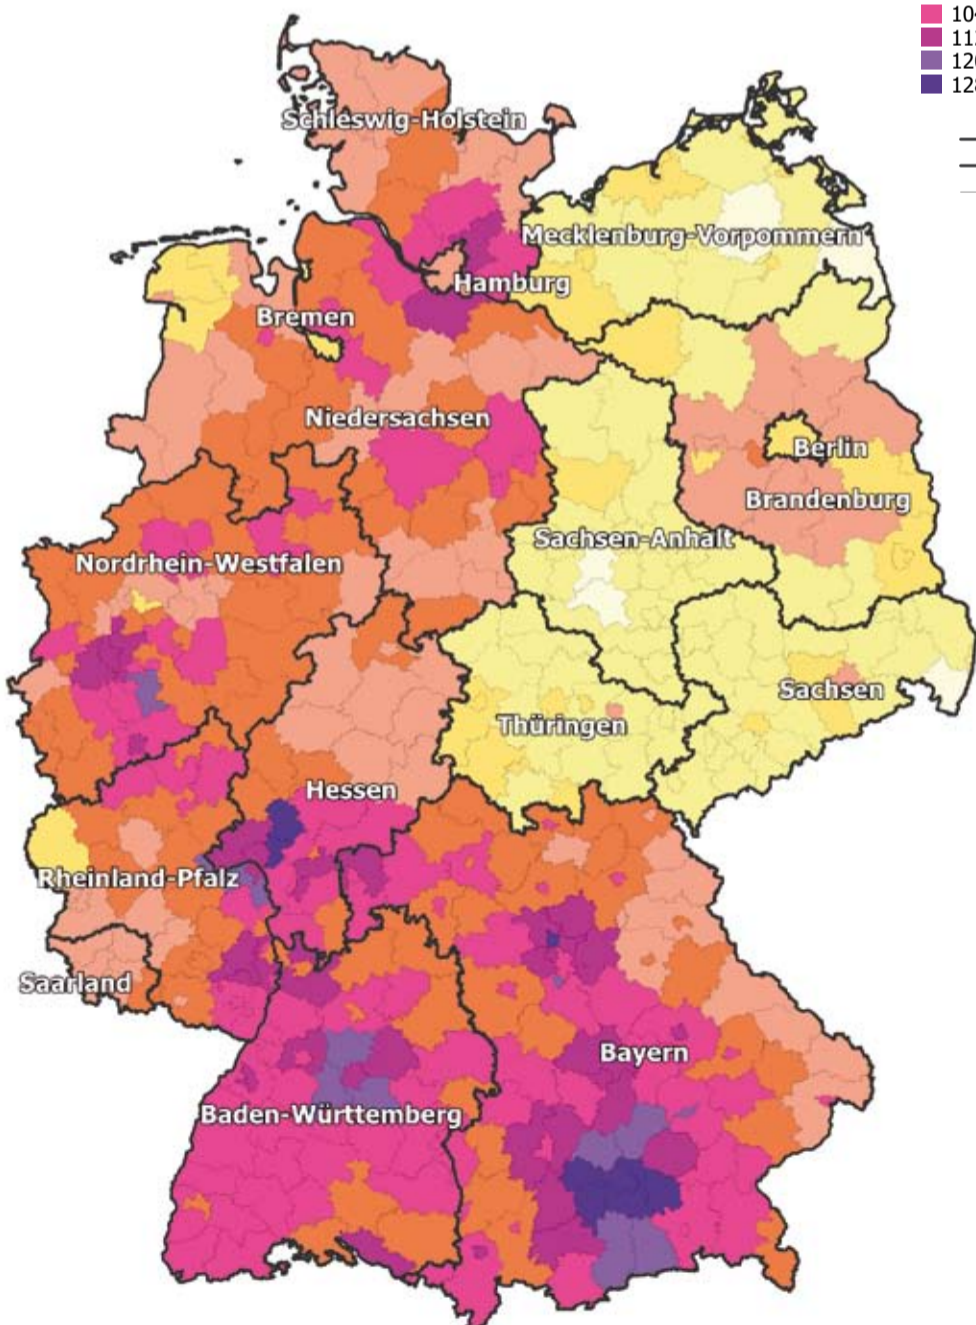 Schleswig-Holstein
Mecklenburg-Vorpommern
Hamburg
Bremen
Niedersachsen
Berlin
Brandenburg
Sachsen-Anhalt
Nordrhein-Westfalen
Sachsen
Thüringen
Hessen
Rheinland-Pfalz
Saarland
Bayern
Baden-Württemberg